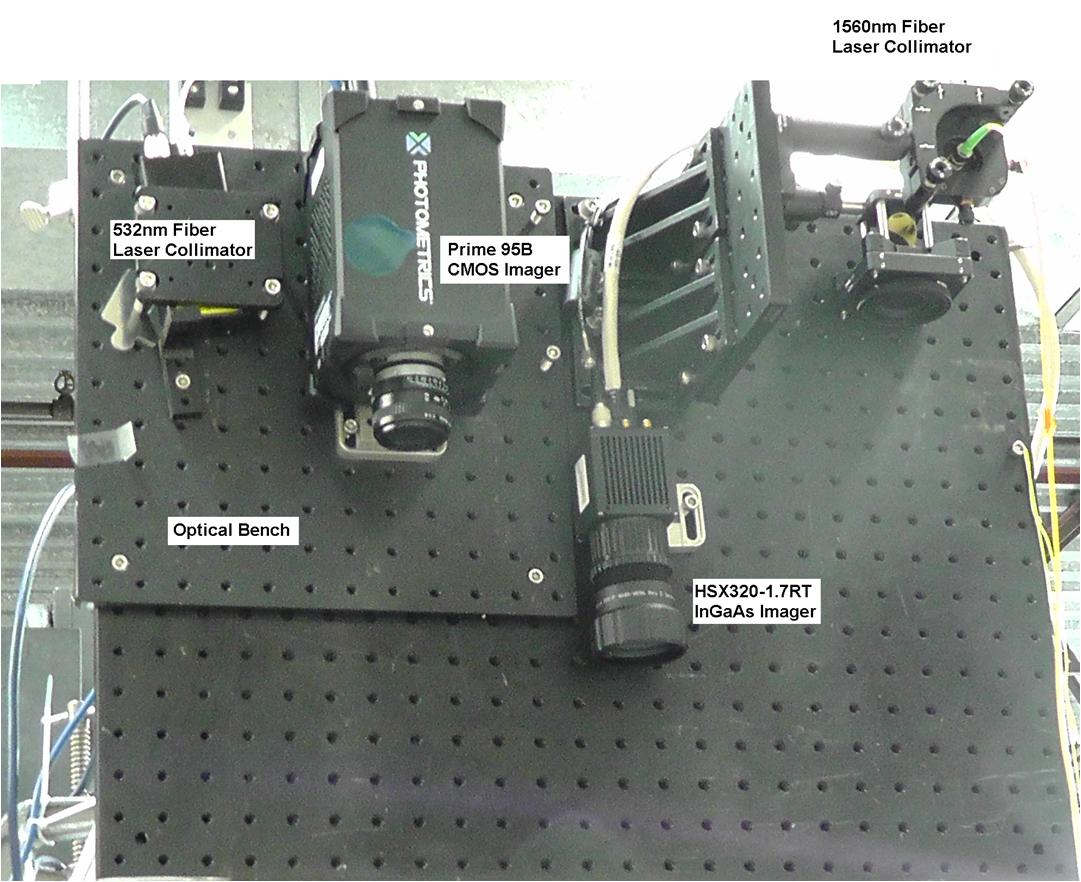 1560nm Fiber
Laser Collimator
532nm Fiber
Laser Collimator
PHOTOMETRICS
Prime 95B
CMOS Imager
Optical Bench
HSX320-1.7RT
InGaAs Imager